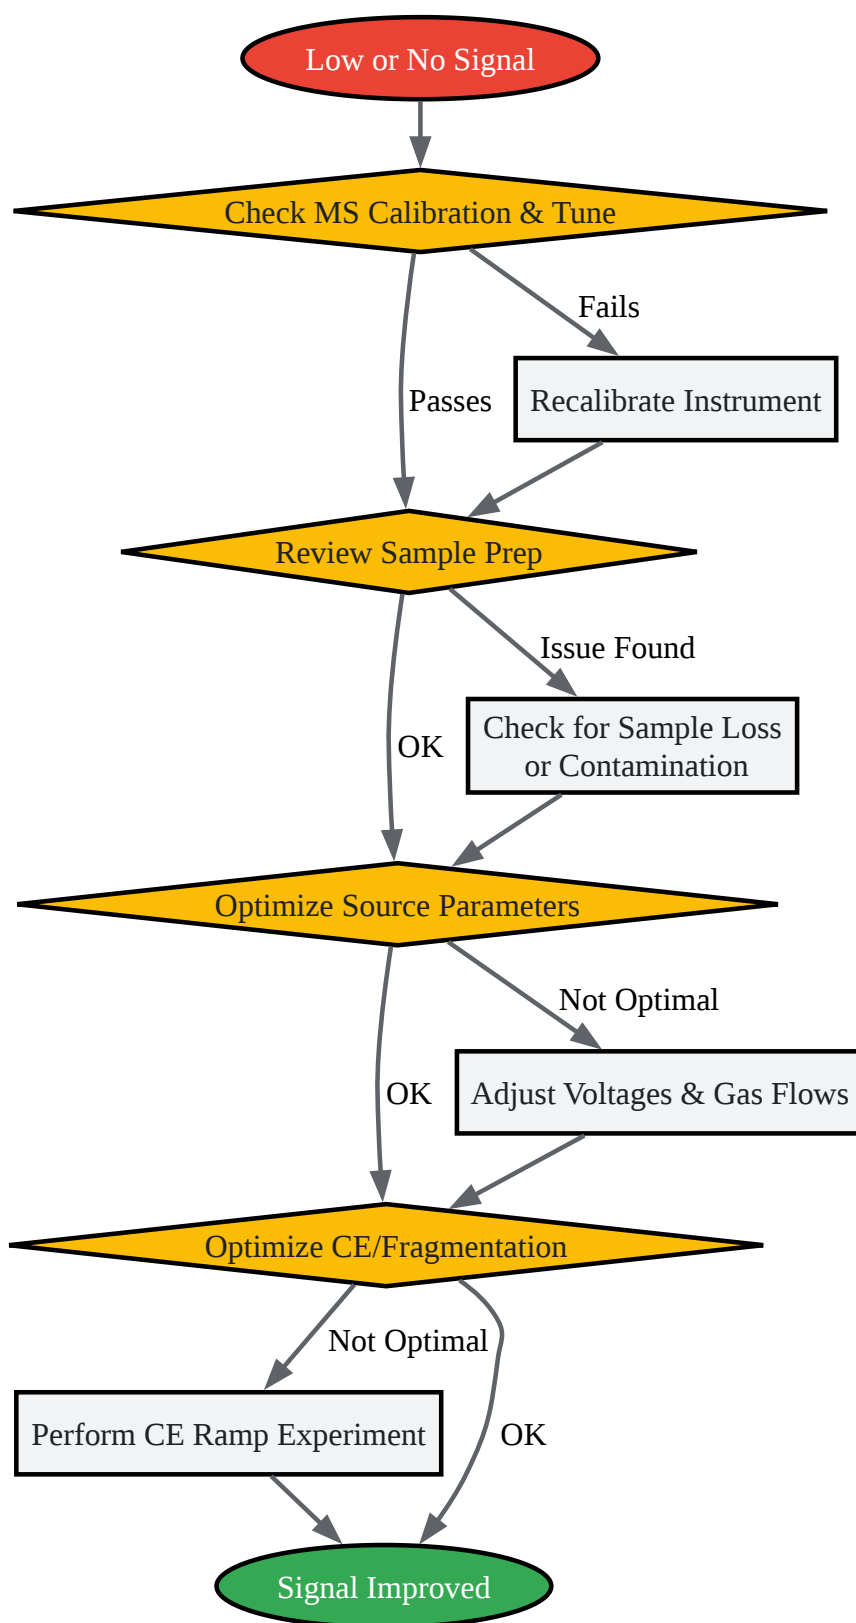 Low or No Signal
Check MS Calibration & Tune
Fails
Passes
Recalibrate Instrument
Review Sample Prep
Issue Found
OK
Check for Sample Loss
or Contamination
Optimize Source Parameters
Not Optimal
OK
Adjust Voltages & Gas Flows
Optimize CE/Fragmentation
Not Optimal
Perform CE Ramp Experiment
OK
Signal Improved